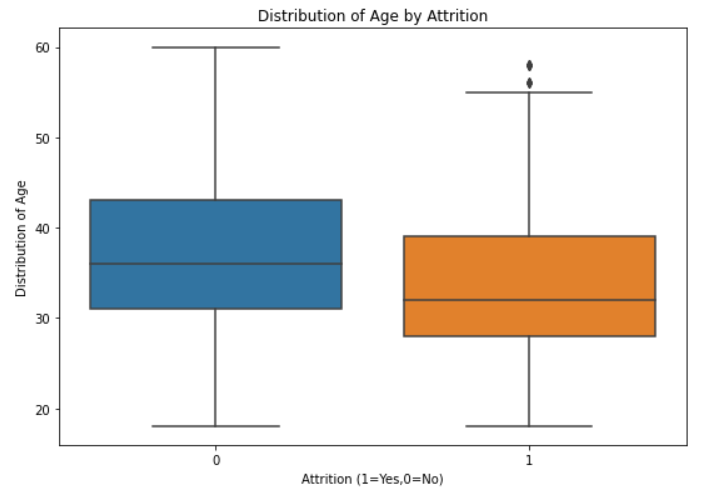 Distribution of Age by Attrition
Distribution of Age
60
50
40
30
20
0
1
Attrition (1=Yes,0=No)